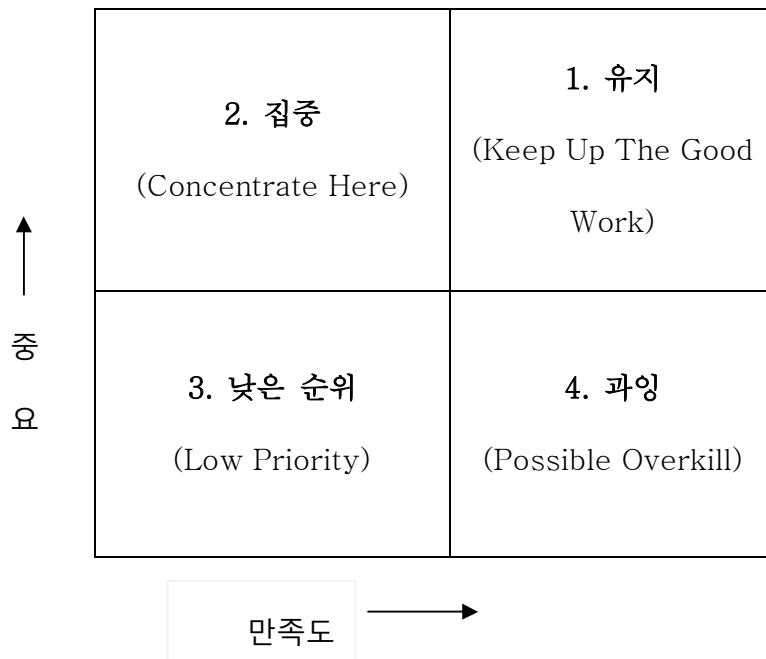 2. 집중
(Concentrate Here)
1. 유지
(Keep Up The Good
Work)
중
요
3. 낮은 순위
(Low Priority)
4. 과잉
(Possible Overkill)
만족도